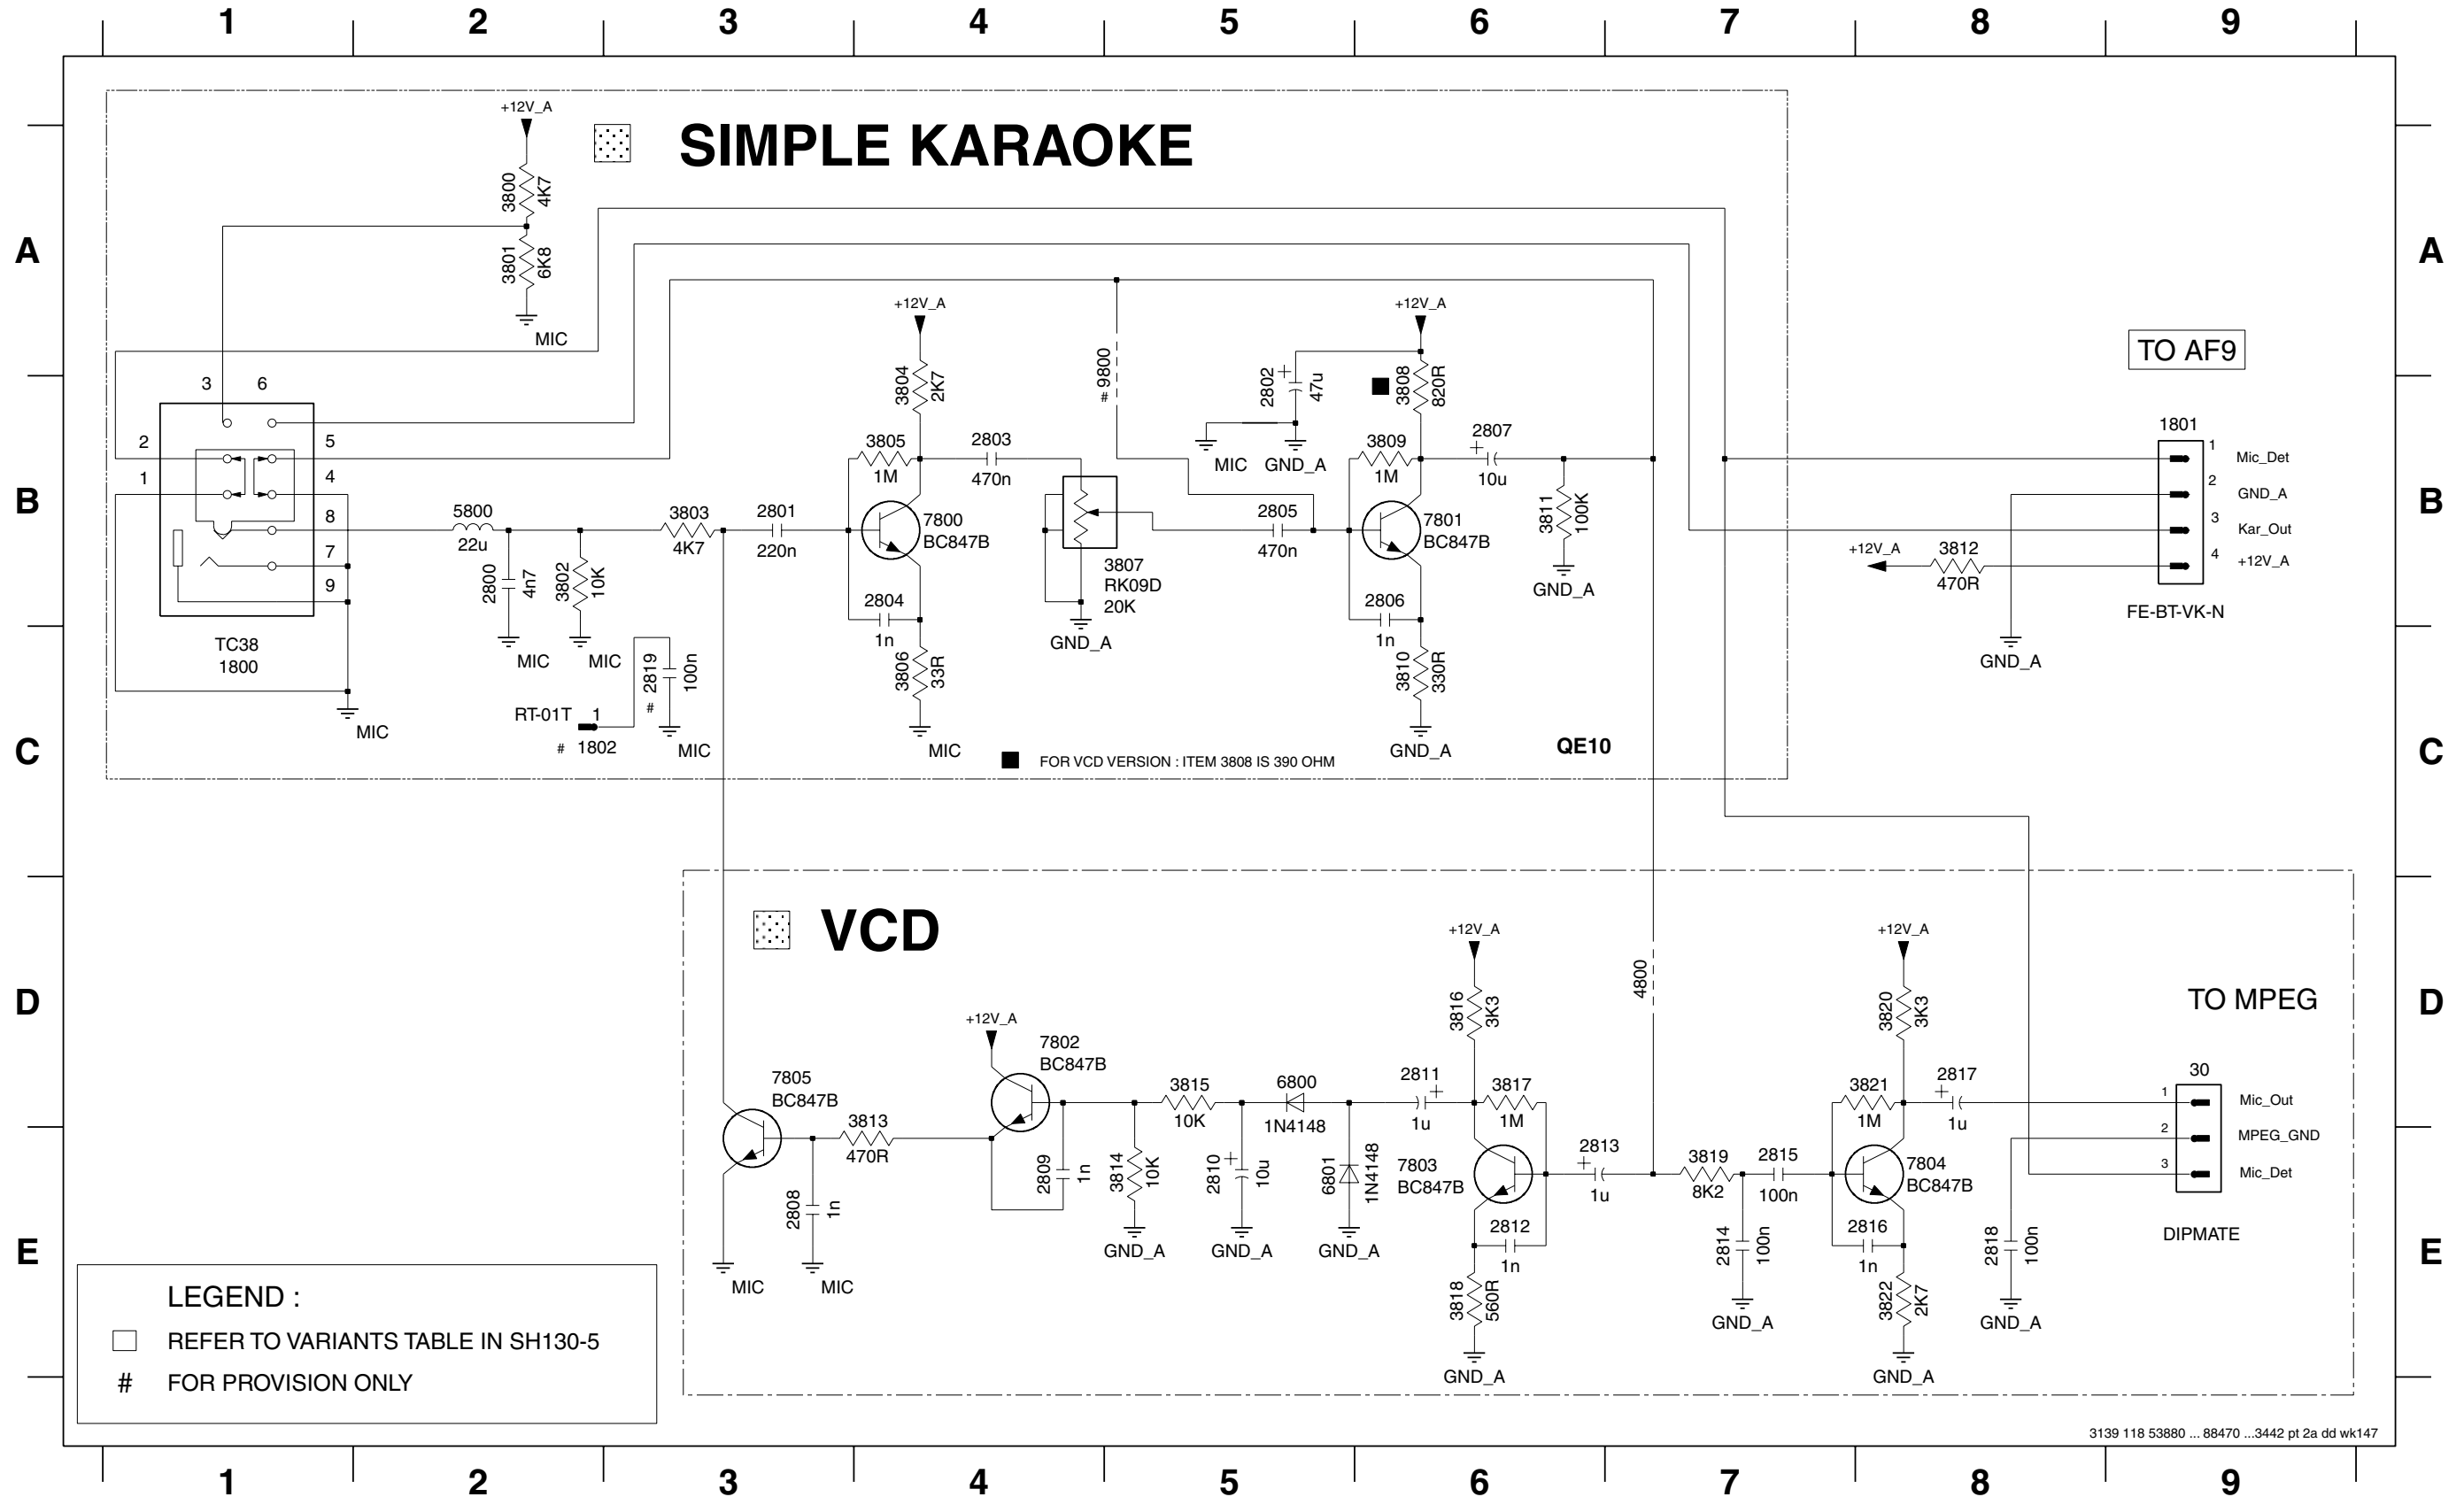 1 2 3 4 5 6 7 8 9
A A
B B
C C
D D
E E
SIMPLE KARAOKE
+12V_A
3800 4K7
3801 6K8
MIC
3 6
2 5
1 4
8
7
9
TC38
1800
MIC
5800
22u
2800 4n7
MIC
3802 10K
MIC
3803
4K7
2801
220n
RT-01T 1
# 1802
2819 100n
#
MIC
+12V_A
3804 2K7
3805
1M
2803
470n
7800
BC847B
2804
1n
3806 33R
MIC
3807
RK09D
20K
GND_A
# 9800
2802 + 47u
MIC GND_A
2805
470n
+12V_A
3808 820R
3809
1M
2807
+
10u
7801
BC847B
2806
1n
3810 330R
GND_A
3811 100K
GND_A
FOR VCD VERSION : ITEM 3808 IS 390 OHM
QE10
TO AF9
1801
1 Mic_Det
2 GND_A
3 Kar_Out
4 +12V_A
FE-BT-VK-N
+12V_A
3812
470R
GND_A
VCD
7805
BC847B
MIC
2808 1n
MIC
3813
470R
+12V_A
7802
BC847B
2809 1n
3814 10K
GND_A
3815
10K
2810 + 10u
GND_A
6800
1N4148
6801 1N4148
GND_A
2811
+
1u
+12V_A
3816 3K3
3817
1M
7803
BC847B
2812
1n
3818 560R
GND_A
2813
+
1u
4800
3819
8K2
2814 100n
GND_A
2815
100n
+12V_A
3820 3K3
3821
1M
2817
+
1u
7804
BC847B
2816
1n
3822 2K7
GND_A
2818 100n
GND_A
TO MPEG
30
1 Mic_Out
2 MPEG_GND
3 Mic_Det
DIPMATE
LEGEND :
REFER TO VARIANTS TABLE IN SH130-5
# FOR PROVISION ONLY
3139 118 53880 ... 88470 ...3442 pt 2a dd wk147
1 2 3 4 5 6 7 8 9